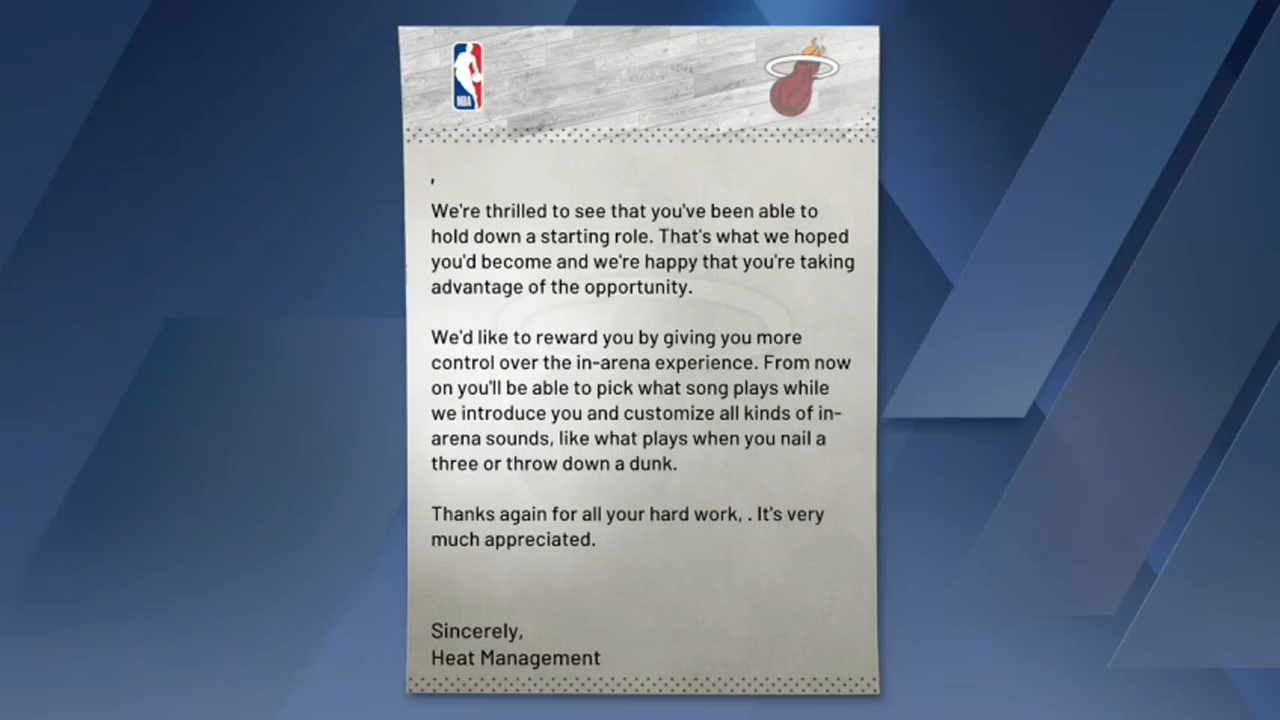 NBA
,
We're thrilled to see that you've been able to
hold down a starting role. That's what we hoped
you'd become and we're happy that you're taking
advantage of the opportunity.
We'd like to reward you by giving you more
control over the in-arena experience. From now
on you'll be able to pick what song plays while
we introduce you and customize all kinds of in-
arena sounds, like what plays when you nail a
three or throw down a dunk.
Thanks again for all your hard work, . It's very
much appreciated.
Sincerely,
Heat Management